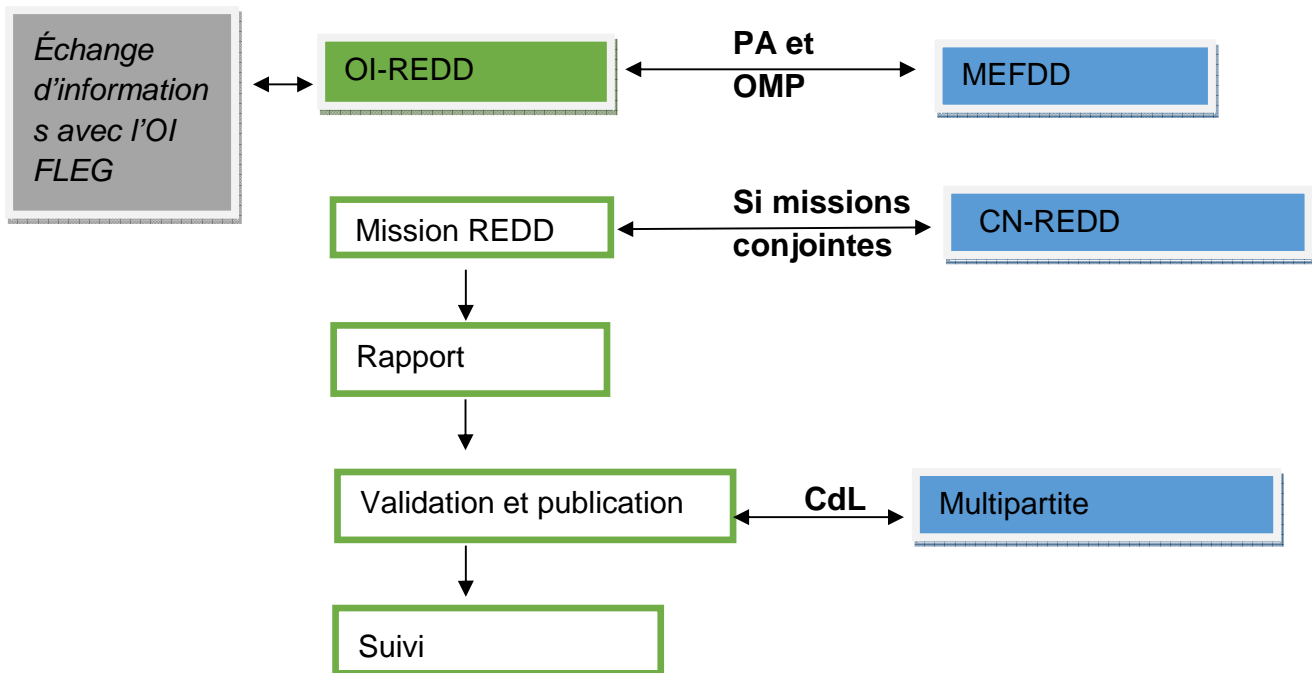 Échange
d'information
s avec l'OI
FLEG
OI-REDD
PA et
OMP
MEFDD
Mission REDD
Si missions
conjointes
CN-REDD
Rapport
Validation et publication
CdL
Multipartite
Suivi